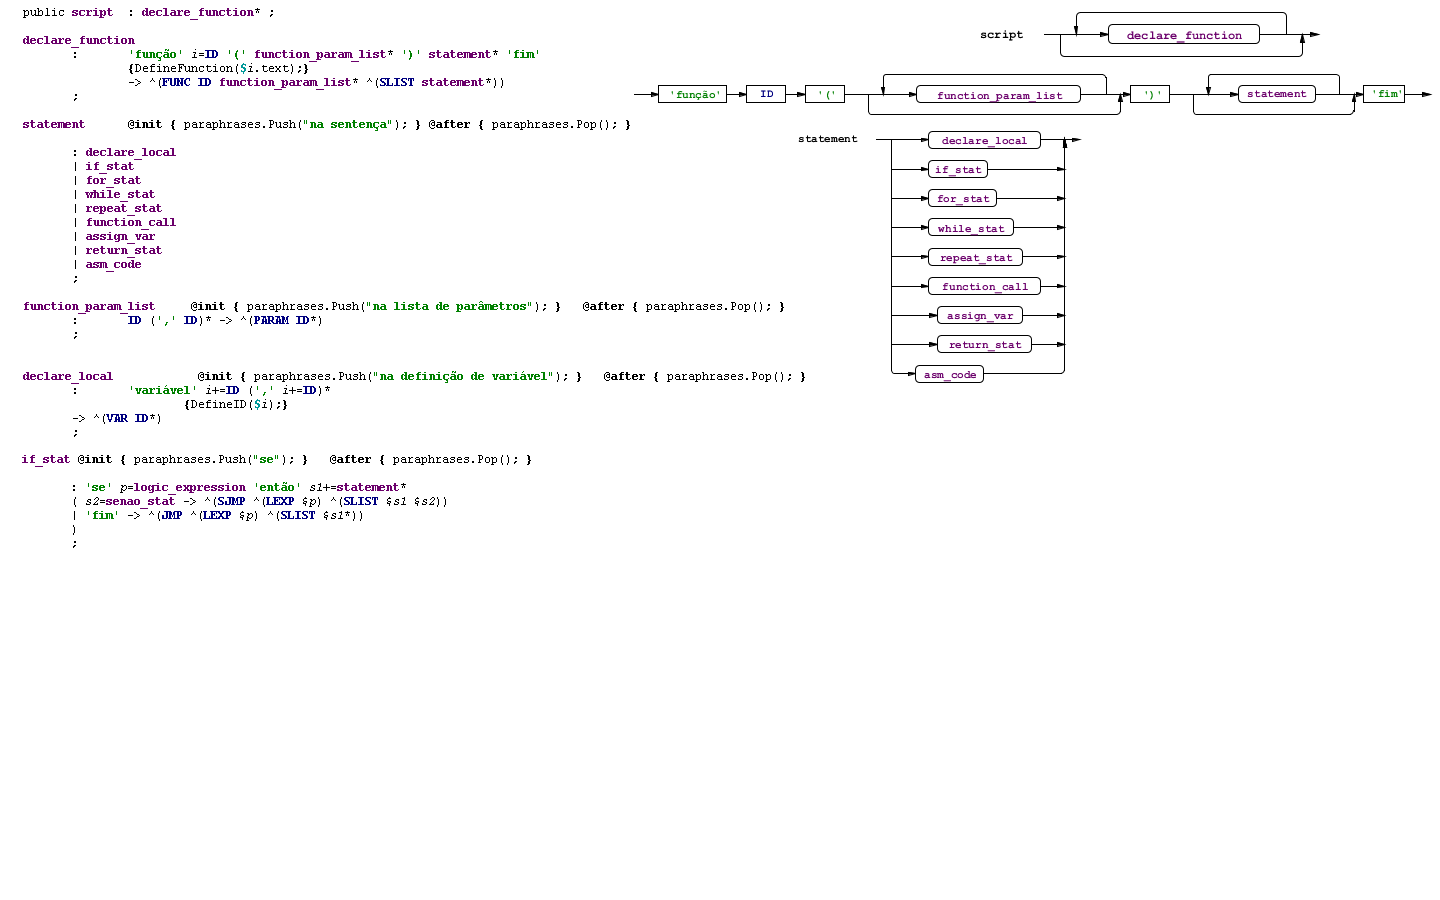 public script : declare_function* ;
declare_function
: 'função' i=ID '(' function_param_list* ')' statement* 'fim'
{DefineFunction($i.text);}
-> ^(FUNC ID function_param_list* ^(SLIST statement*))
;
statement @init { paraphrases.Push("na sentença"); } @after { paraphrases.Pop(); }
: declare_local
| if_stat
| for_stat
| while_stat
| repeat_stat
| function_call
| assign_var
| return_stat
| asm_code
;
function_param_list @init { paraphrases.Push("na lista de parâmetros"); } @after { paraphrases.Pop(); }
: ID (',' ID)* -> ^(PARAM ID*)
;
declare_local @init { paraphrases.Push("na definição de variável"); } @after { paraphrases.Pop(); }
: 'variável' i+=ID (',' i+=ID)*
{DefineID($i);}
-> ^(VAR ID*)
;
if_stat @init { paraphrases.Push("se"); } @after { paraphrases.Pop(); }
: 'se' p=logic_expression 'então' s1+=statement*
( s2=senao_stat -> ^(SJMP ^(LEXP $p) ^(SLIST $s1 $s2))
| 'fim' -> ^(JMP ^(LEXP $p) ^(SLIST $s1*))
)
;
script declare_function
'função' ID '(' function_param_list ')' statement 'fim'
statement declare_local
if_stat
for_stat
while_stat
repeat_stat
function_call
assign_var
return_stat
asm_code